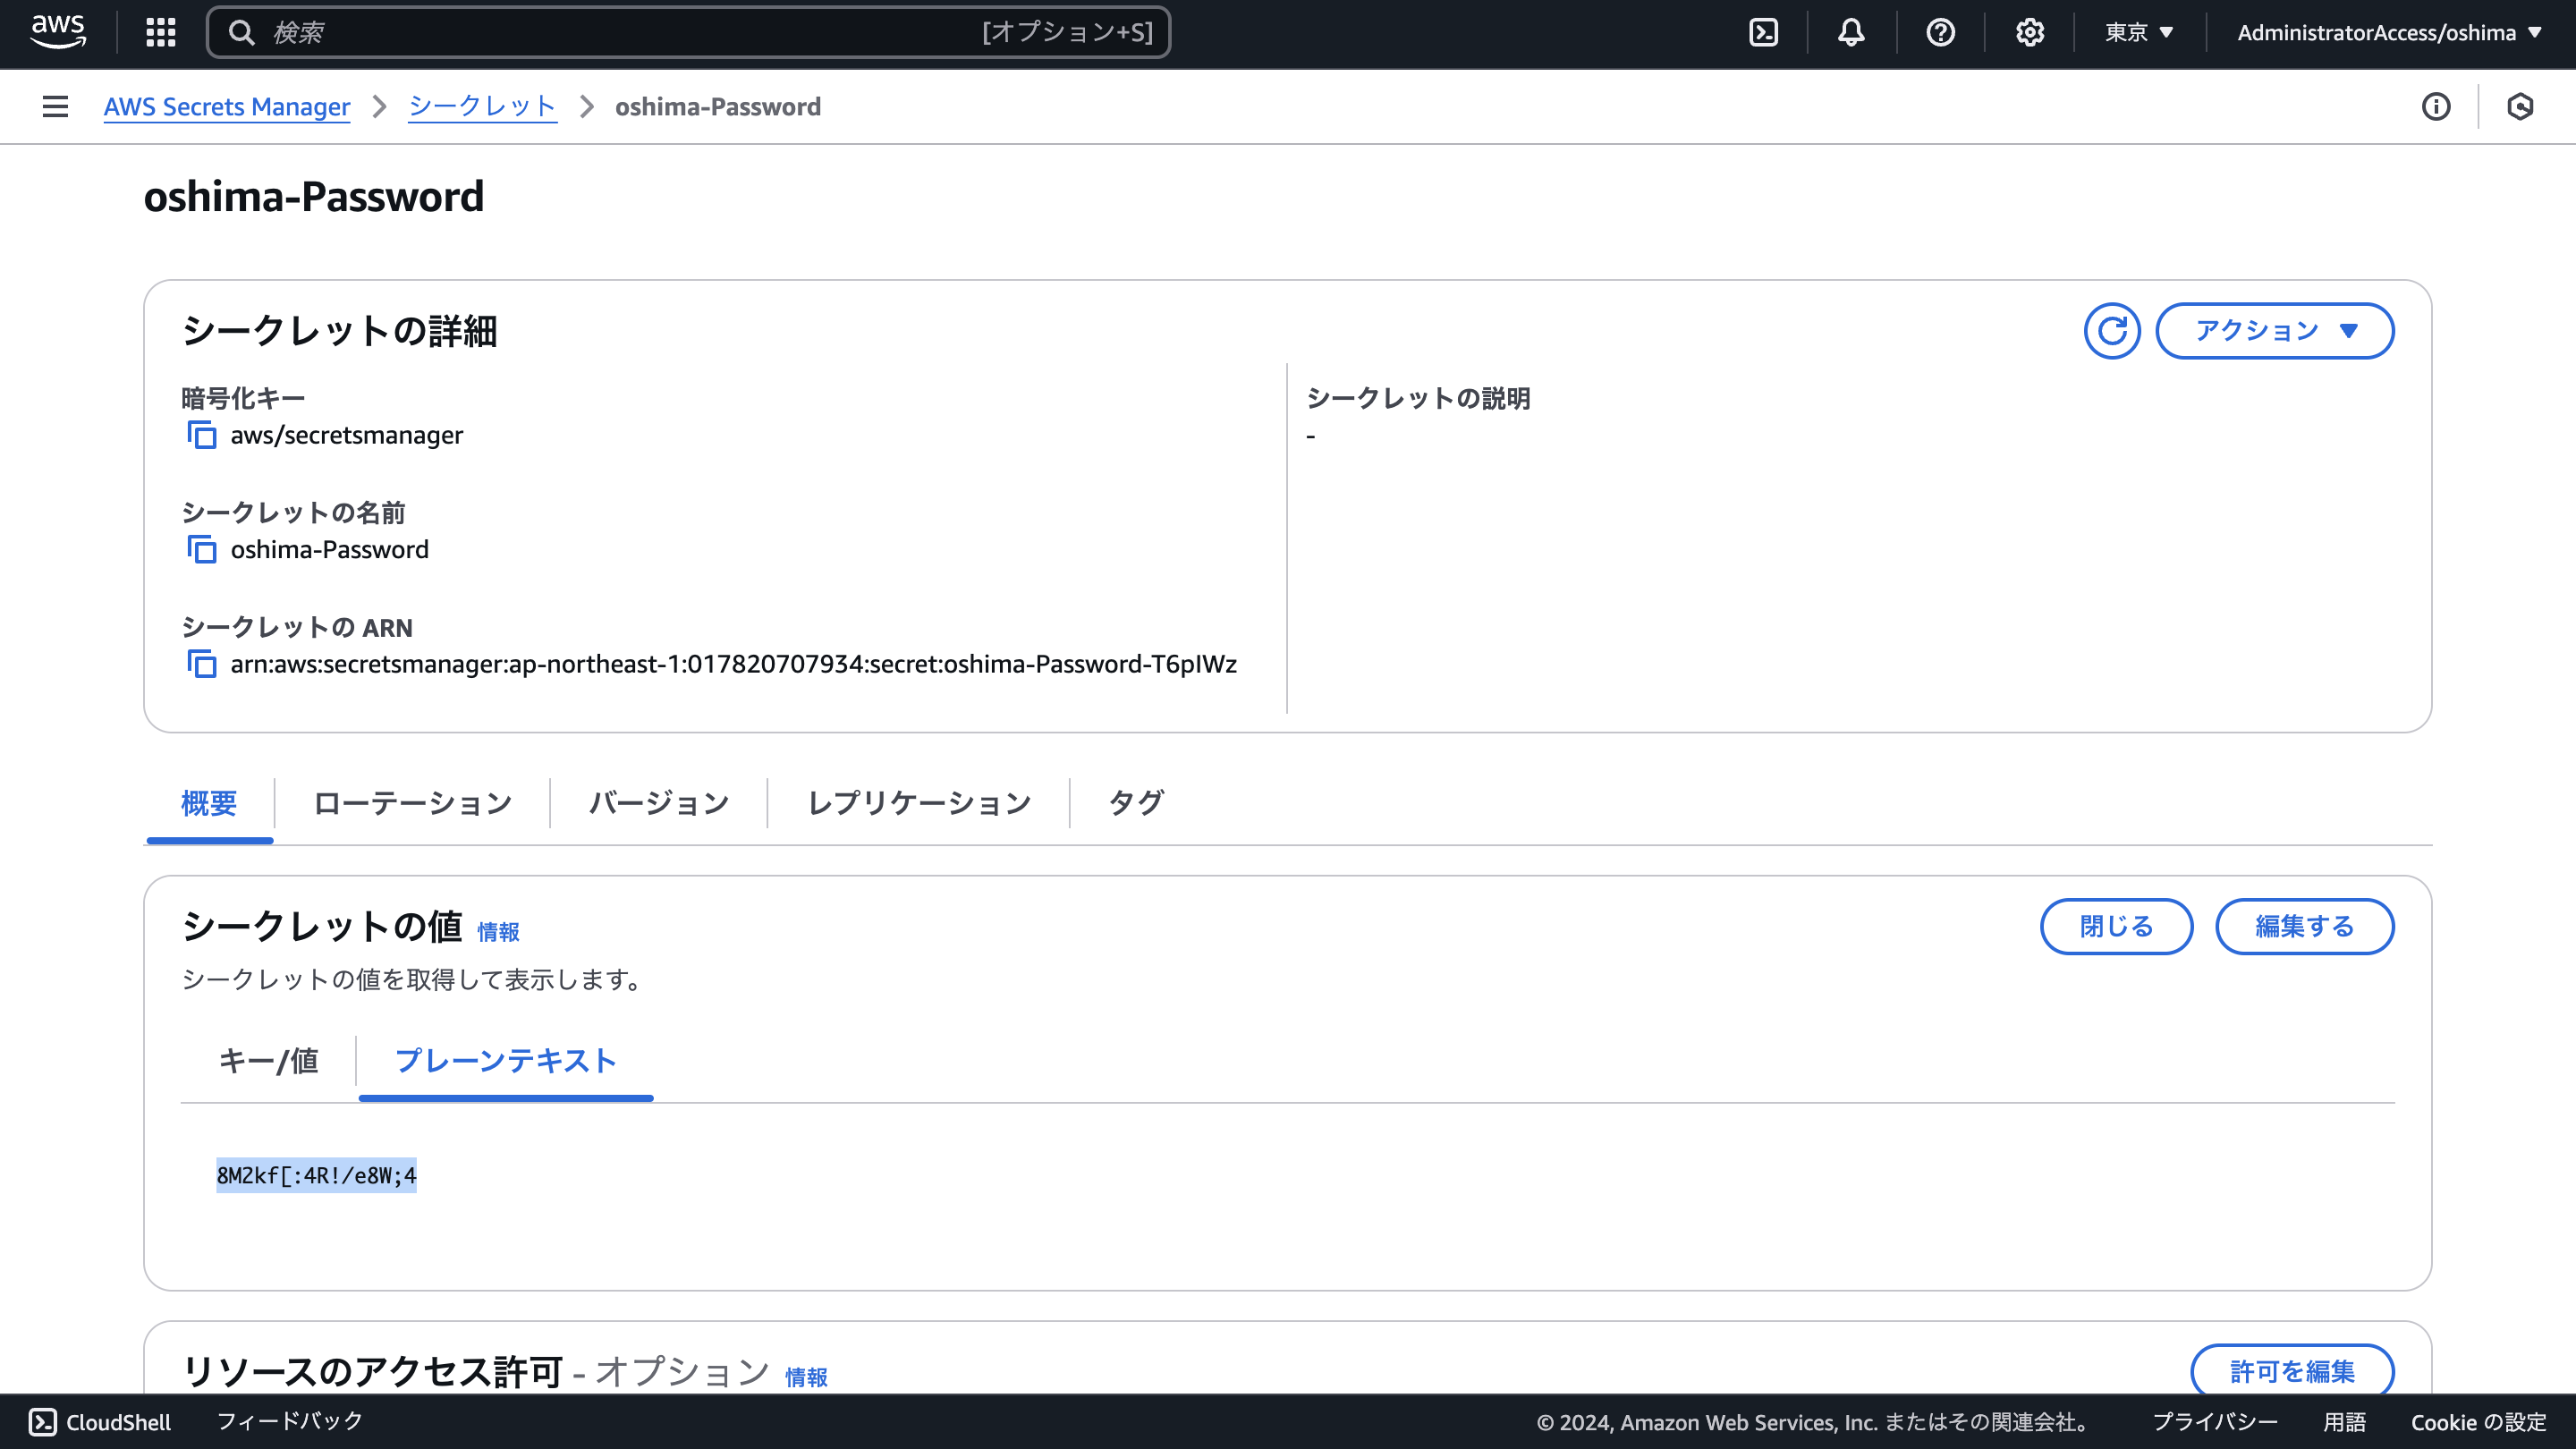 aws
検索 [オプション+S] 東京 AdministratorAccess/oshima
AWS Secrets Manager シークレット oshima-Password
oshima-Password
シークレットの詳細 アクション
暗号化キー
aws/secretsmanager
シークレットの名前
oshima-Password
シークレットの ARN
arn:aws:secretsmanager:ap-northeast-1:017820707934:secret:oshima-Password-T6pIWz
シークレットの説明
-
概要 ローテーション バージョン レプリケーション タグ
シークレットの値 情報 閉じる 編集する
シークレットの値を取得して表示します。
キー/値 プレーンテキスト
8M2kf[:4R!/e8W;4
リソースのアクセス許可 - オプション 情報 許可を編集
CloudShell フィードバック © 2024, Amazon Web Services, Inc. またはその関連会社。 プライバシー 用語 Cookie の設定